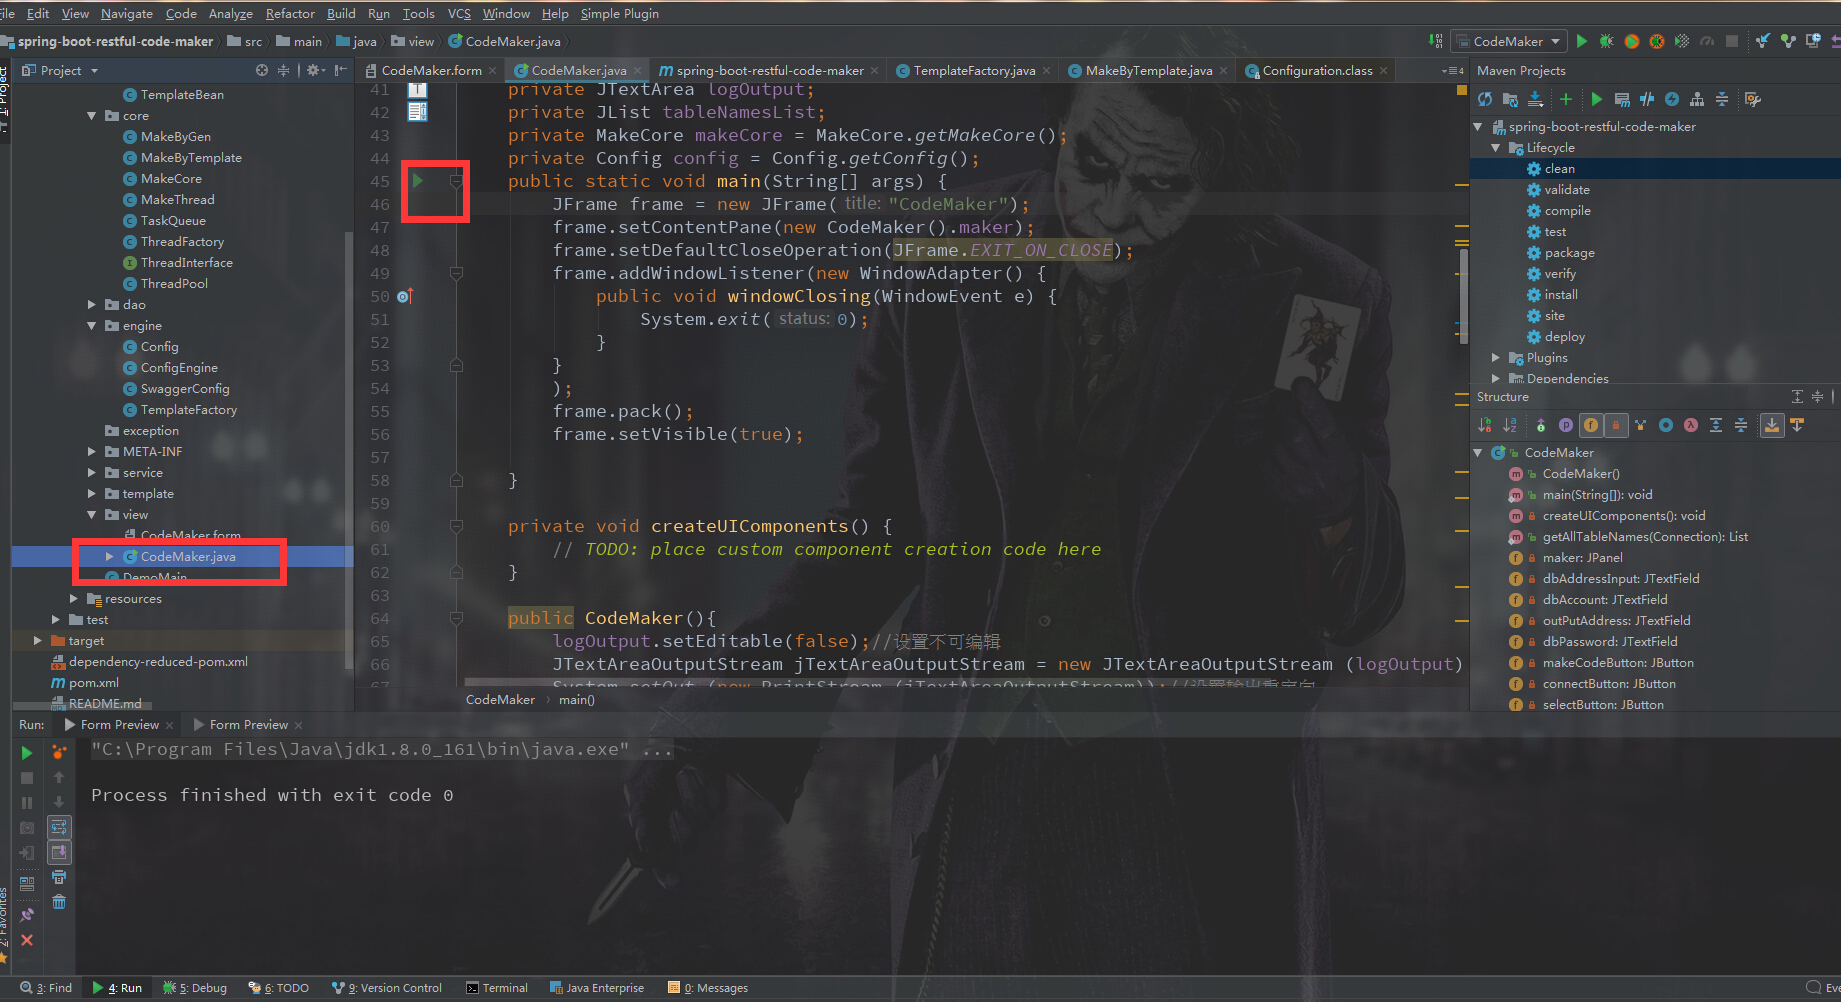 File Edit View Navigate Code Analyze Refactor Build Run Tools VCS Window Help Simple Plugin
spring-boot-restful-code-maker src main java view CodeMaker.java
CodeMaker
Project
CodeMaker.form CodeMaker.java spring-boot-restful-code-maker TemplateFactory.java MakeByTemplate.java Configuration.class
1: Project
TemplateBean
core
MakeByGen
MakeByTemplate
MakeCore
MakeThread
TaskQueue
ThreadFactory
ThreadInterface
ThreadPool
dao
engine
Config
ConfigEngine
SwaggerConfig
TemplateFactory
exception
META-INF
service
template
view
CodeMaker.form
CodeMaker.java
DemoMain
resources
test
target
dependency-reduced-pom.xml
pom.xml
README.md
41 private JTextArea logOutput;
42 private JList tableNamesList;
43 private MakeCore makeCore = MakeCore.getMakeCore();
44 private Config config = Config.getConfig();
45 public static void main(String[] args) {
46 JFrame frame = new JFrame( title: "CodeMaker");
47 frame.setContentPane(new CodeMaker().maker);
48 frame.setDefaultCloseOperation(JFrame.EXIT_ON_CLOSE);
49 frame.addWindowListener(new WindowAdapter() {
50 public void windowClosing(WindowEvent e) {
51 System.exit( status: 0);
52 }
53 }
54 );
55 frame.pack();
56 frame.setVisible(true);
57
58 }
59
60 private void createUIComponents() {
61 // TODO: place custom component creation code here
62 }
63
64 public CodeMaker(){
65 logOutput.setEditable(false);//设置不可编辑
66 JTextAreaOutputStream jTextAreaOutputStream = new JTextAreaOutputStream (logOutput)
67 System.setOut (new PrintStream (jTextAreaOutputStream));//设置输出重定向
CodeMaker main()
Maven Projects
spring-boot-restful-code-maker
Lifecycle
clean
validate
compile
test
package
verify
install
site
deploy
Plugins
Dependencies
Structure
CodeMaker
CodeMaker()
main(String[]): void
createUIComponents(): void
getAllTableNames(Connection): List
maker: JPanel
dbAddressInput: JTextField
dbAccount: JTextField
outPutAddress: JTextField
dbPassword: JTextField
makeCodeButton: JButton
connectButton: JButton
selectButton: JButton
Run: Form Preview Form Preview
"C:\Program Files\Java\jdk1.8.0_161\bin\java.exe" ...
Process finished with exit code 0
2: Favorites
3: Find 4: Run 5: Debug 6: TODO 9: Version Control Terminal Java Enterprise 0: Messages Eve